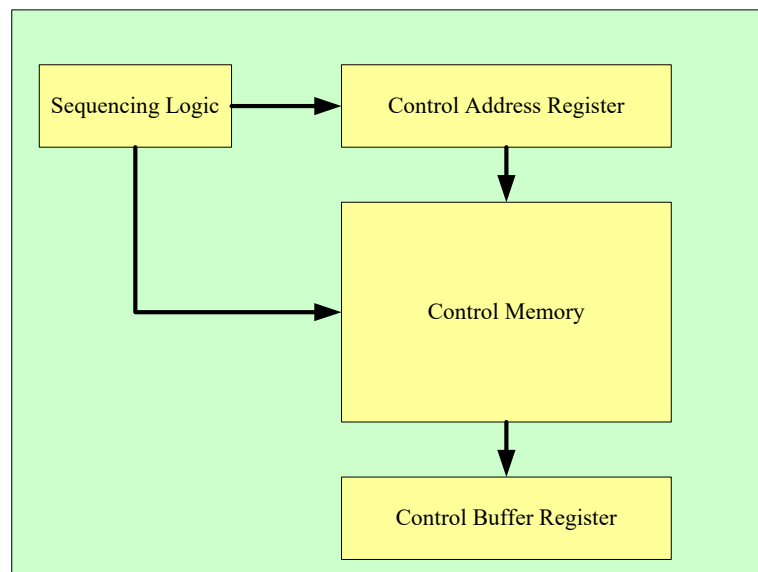 Sequencing Logic
Control Address Register
Control Memory
Control Buffer Register